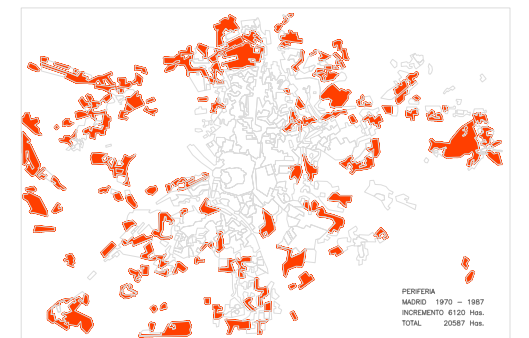 PERIFERIA
MADRID 1970 – 1987
INCREMENTO 6120 Has.
TOTAL 20587 Has.